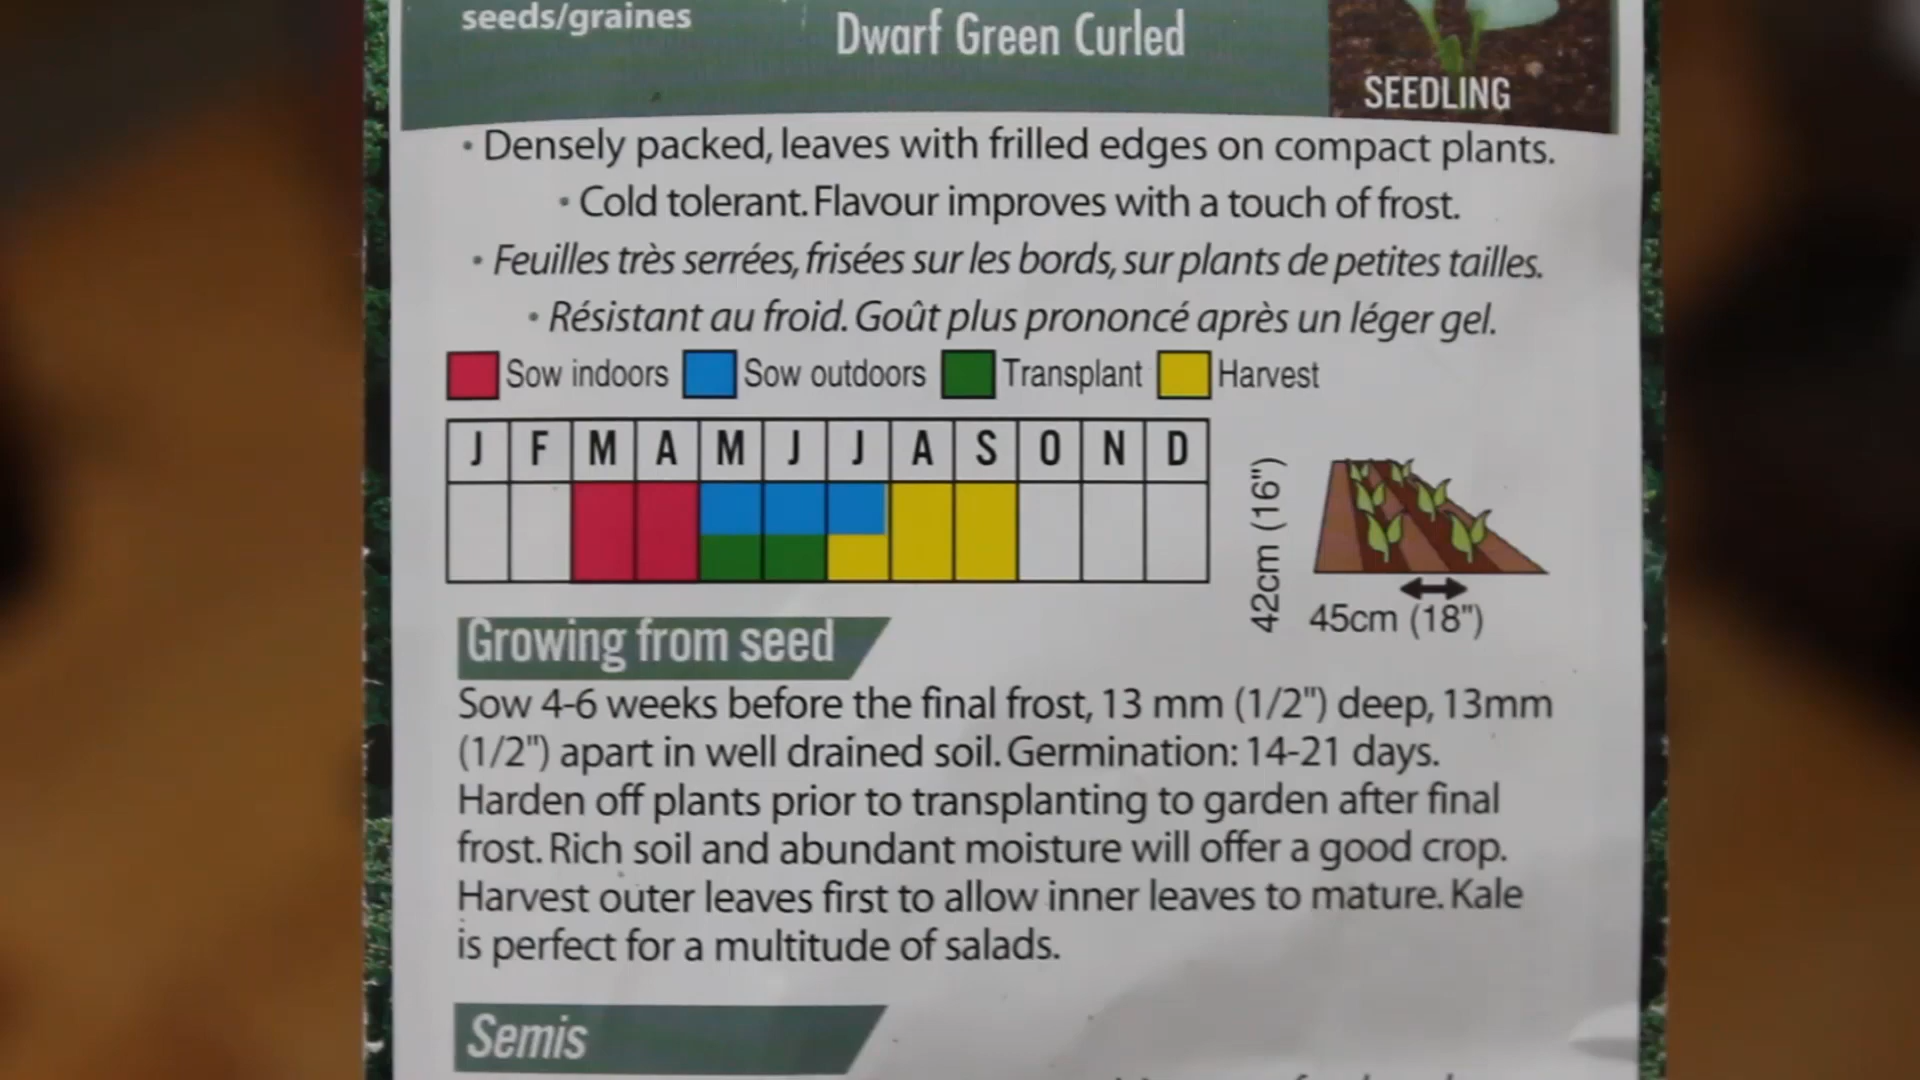 seeds/graines
Dwarf Green Curled
SEEDLING
• Densely packed, leaves with frilled edges on compact plants.
• Cold tolerant. Flavour improves with a touch of frost.
• Feuilles très serrées, frisées sur les bords, sur plants de petites tailles.
• Résistant au froid. Goût plus prononcé après un léger gel.
Sow indoors Sow outdoors Transplant Harvest
J F M A M J J A S O N D
42cm (16")
45cm (18")
Growing from seed
Sow 4-6 weeks before the final frost, 13 mm (1/2") deep, 13mm
(1/2") apart in well drained soil. Germination: 14-21 days.
Harden off plants prior to transplanting to garden after final
frost. Rich soil and abundant moisture will offer a good crop.
Harvest outer leaves first to allow inner leaves to mature. Kale
is perfect for a multitude of salads.
Semis